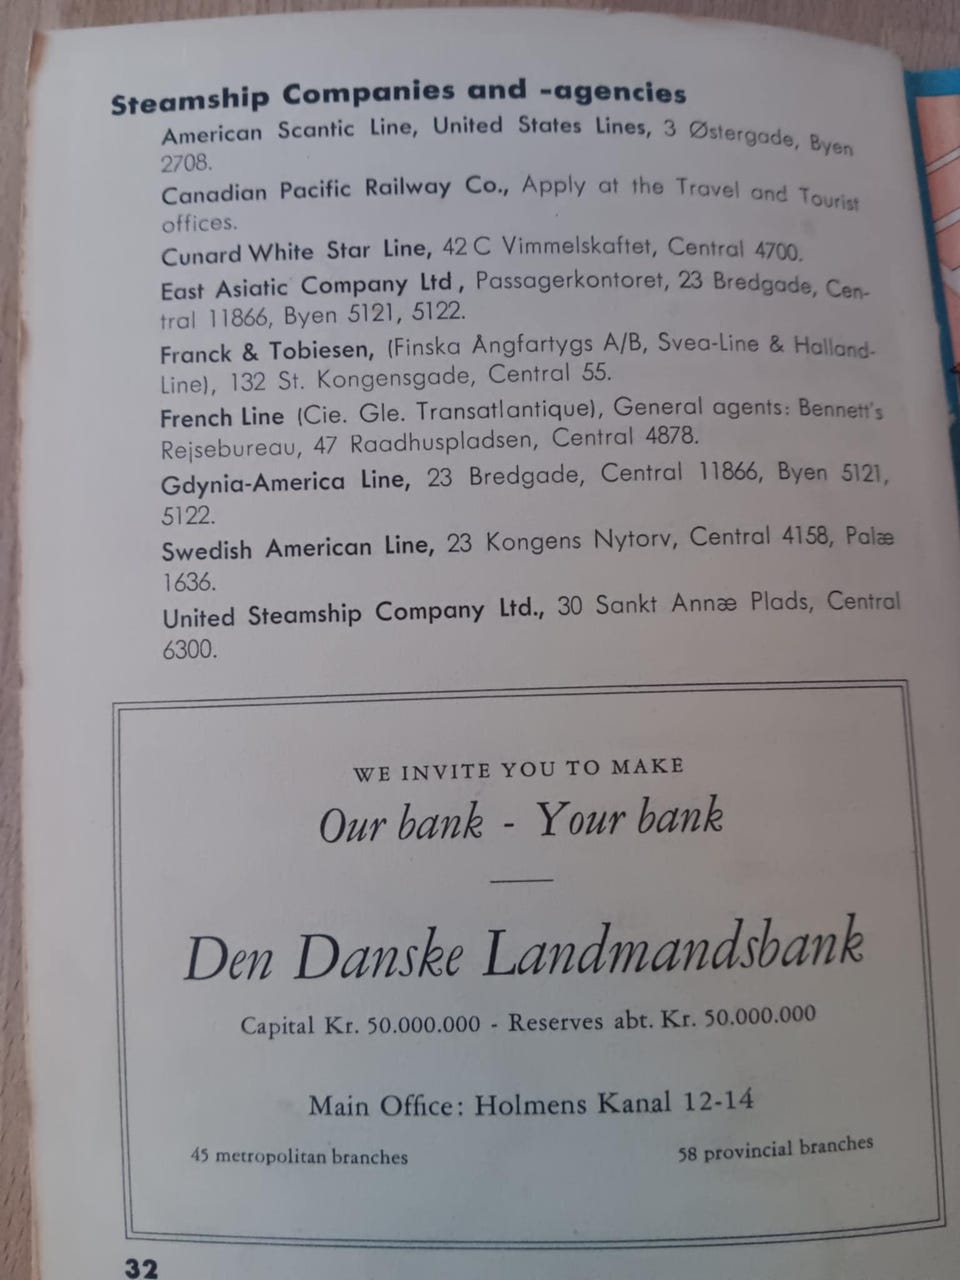 Steamship Companies and -agencies
American Scantic Line, United States Lines, 3 Østergade, Byen
2708.
Canadian Pacific Railway Co., Apply at the Travel and Tourist
offices.
Cunard White Star Line, 42 C Vimmelskaftet, Central 4700.
East Asiatic Company Ltd, Passagerkontoret, 23 Bredgade, Cen-
tral 11866, Byen 5121, 5122.
Franck & Tobiesen, (Finska Ångfartygs A/B, Svea-Line & Halland-
Line), 132 St. Kongensgade, Central 55.
French Line (Cie. Gle. Transatlantique), General agents: Bennett's
Rejsebureau, 47 Raadhuspladsen, Central 4878.
Gdynia-America Line, 23 Bredgade, Central 11866, Byen 5121,
5122.
Swedish American Line, 23 Kongens Nytorv, Central 4158, Palæ
1636.
United Steamship Company Ltd., 30 Sankt Annæ Plads, Central
6300.
WE INVITE YOU TO MAKE
Our bank - Your bank
Den Danske Landmandsbank
Capital Kr. 50.000.000 - Reserves abt. Kr. 50.000.000
Main Office: Holmens Kanal 12-14
45 metropolitan branches 58 provincial branches
32